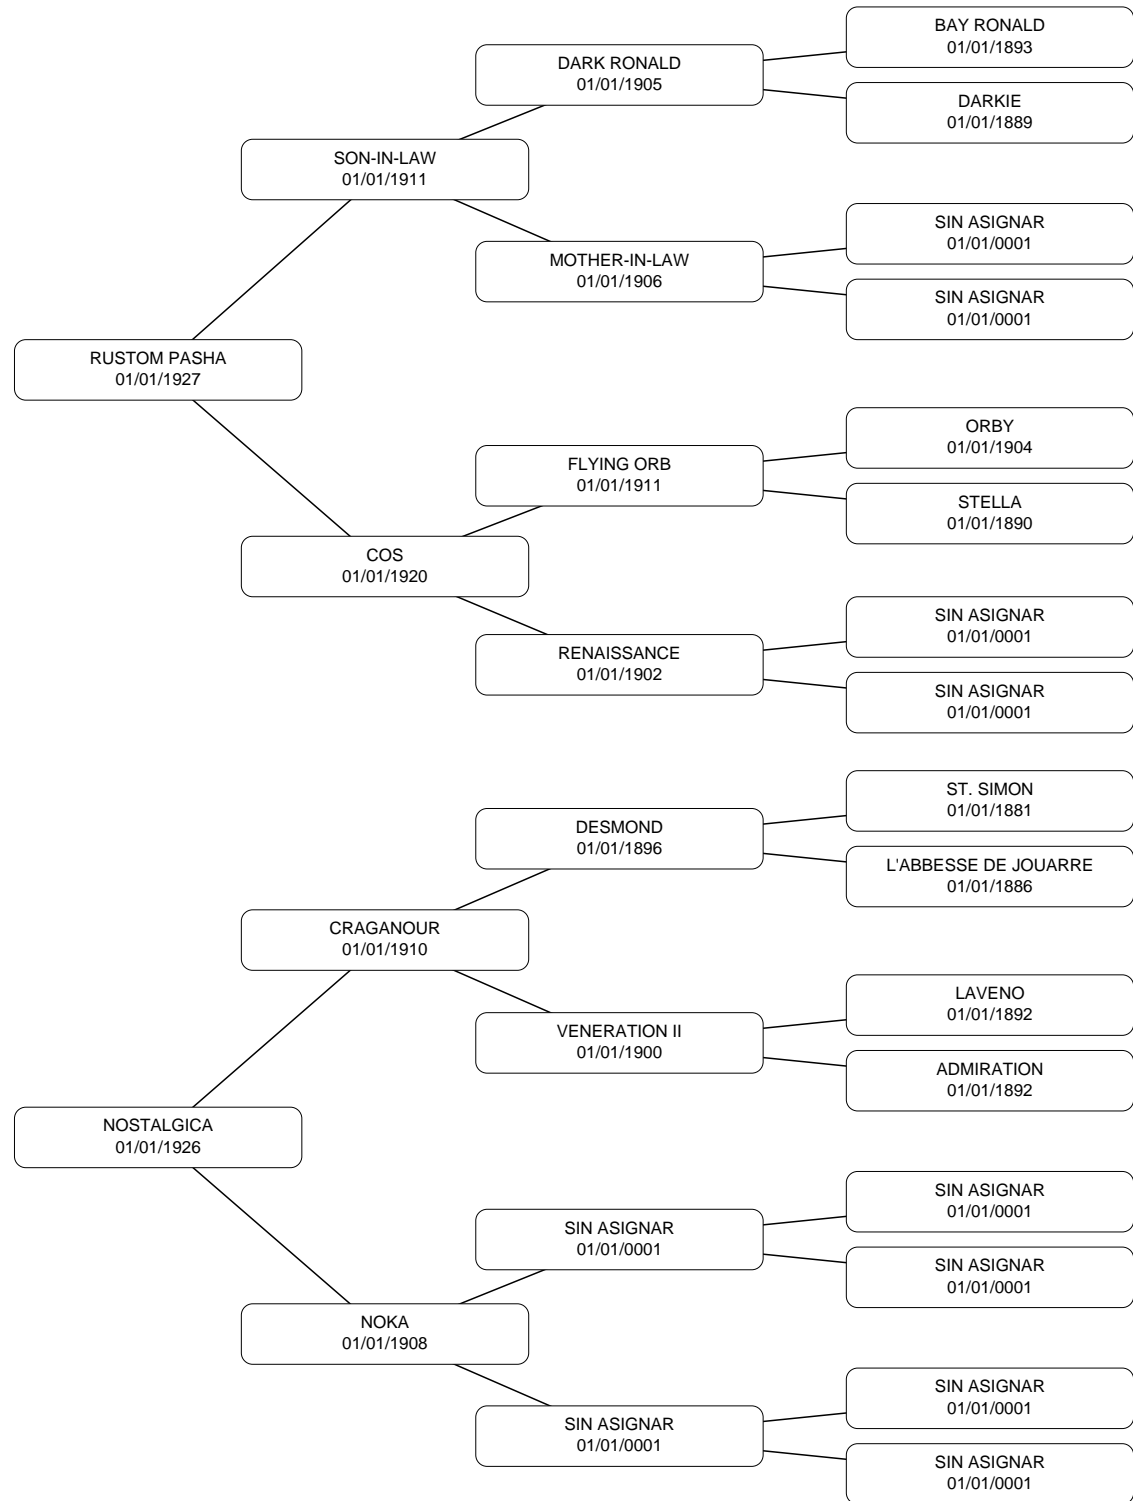 BAY RONALD
01/01/1893
DARK RONALD
01/01/1905
DARKIE
01/01/1889
SON-IN-LAW
01/01/1911
SIN ASIGNAR
01/01/0001
MOTHER-IN-LAW
01/01/1906
SIN ASIGNAR
01/01/0001
RUSTOM PASHA
01/01/1927
ORBY
01/01/1904
FLYING ORB
01/01/1911
STELLA
01/01/1890
COS
01/01/1920
SIN ASIGNAR
01/01/0001
RENAISSANCE
01/01/1902
SIN ASIGNAR
01/01/0001
ST. SIMON
01/01/1881
DESMOND
01/01/1896
L'ABBESSE DE JOUARRE
01/01/1886
CRAGANOUR
01/01/1910
LAVENO
01/01/1892
VENERATION II
01/01/1900
ADMIRATION
01/01/1892
NOSTALGICA
01/01/1926
SIN ASIGNAR
01/01/0001
SIN ASIGNAR
01/01/0001
SIN ASIGNAR
01/01/0001
NOKA
01/01/1908
SIN ASIGNAR
01/01/0001
SIN ASIGNAR
01/01/0001
SIN ASIGNAR
01/01/0001